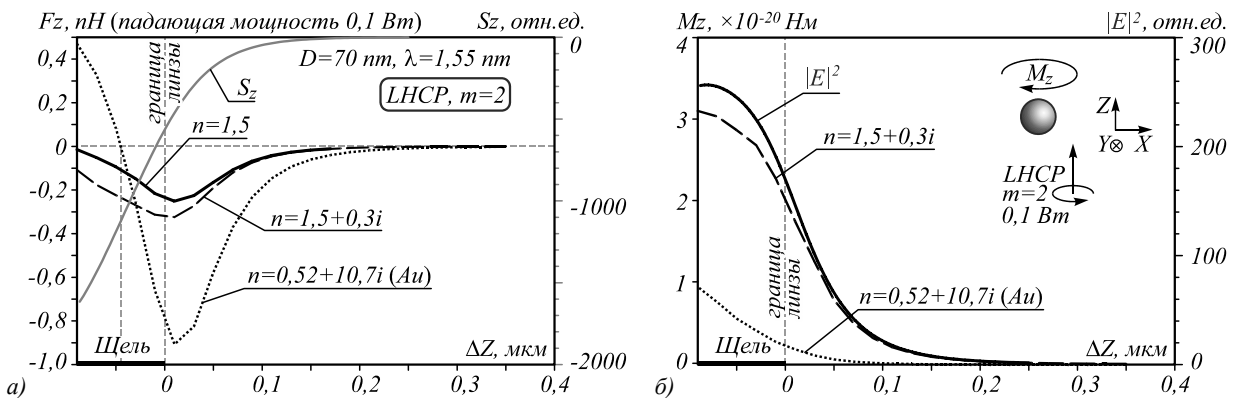 Fz, пН (падающая мощность 0,1 Вт)
Sz, отн.ед.
0,4
0,2
0
-0,2
-0,4
-0,6
-0,8
-1,0
граница
линзы
D=70 nm, λ=1,55 nm
LHCP, m=2
Sz
n=1,5
n=1,5+0,3i
n=0,52+10,7i (Au)
Щель
ΔZ, мкм
0
-1000
-2000
0
0,1
0,2
0,3
0,4
а)
Mz, ×10⁻²⁰ Нм
|E|², отн.ед.
4
3
2
1
0
|E|²
n=1,5+0,3i
n=0,52+10,7i (Au)
граница
линзы
Mz
Z
Y⊗ X
LHCP
m=2
0,1 Вт
Щель
ΔZ, мкм
300
200
100
0
0
0,1
0,2
0,3
0,4
б)